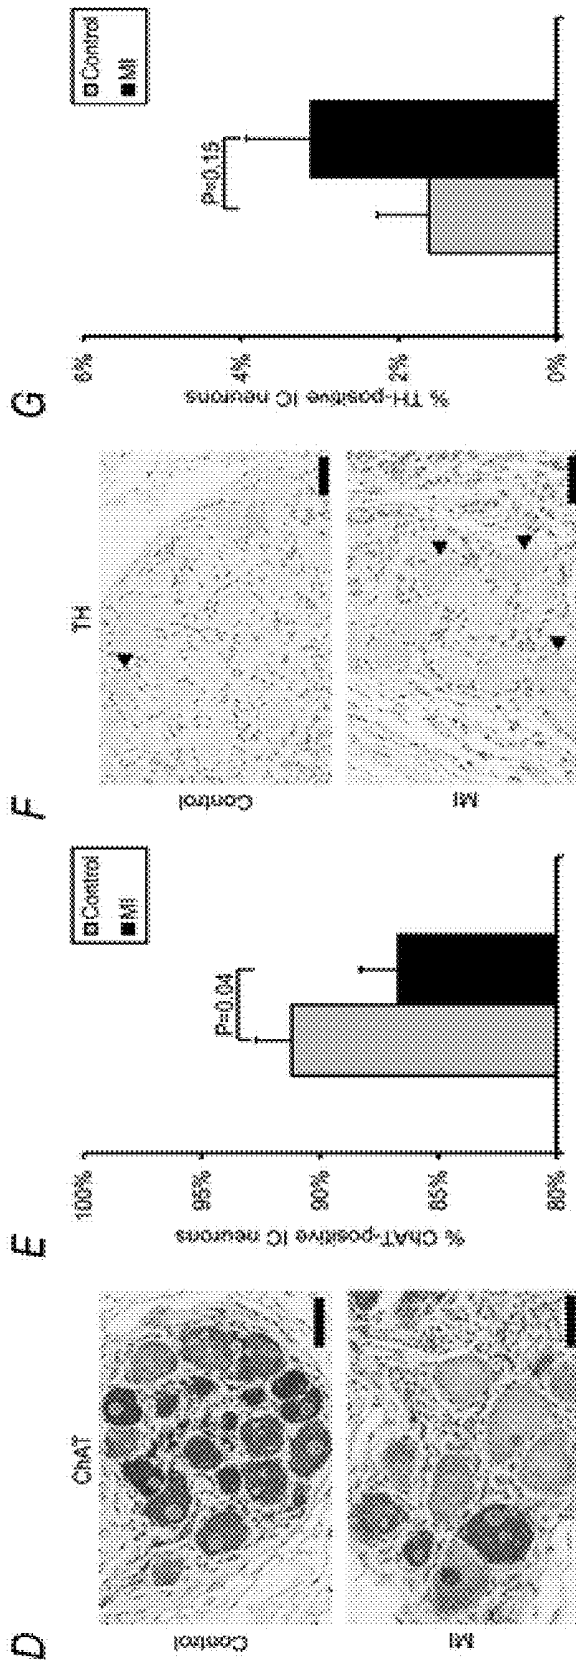 D
ChAT
Control
MI
E
% ChAT-positive IC neurons
100%
95%
90%
85%
80%
P=0.04
Control
MI
F
TH
Control
MI
G
% TH-positive IC neurons
6%
4%
2%
0%
P=0.15
Control
MI